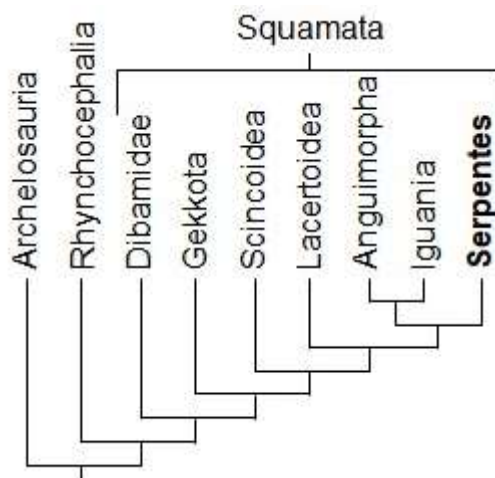 Squamata
Archelosauria
Rhynchocephalia
Dibamidae
Gekkota
Scincoidea
Lacertoidea
Anguimorpha
Iguania
Serpentes